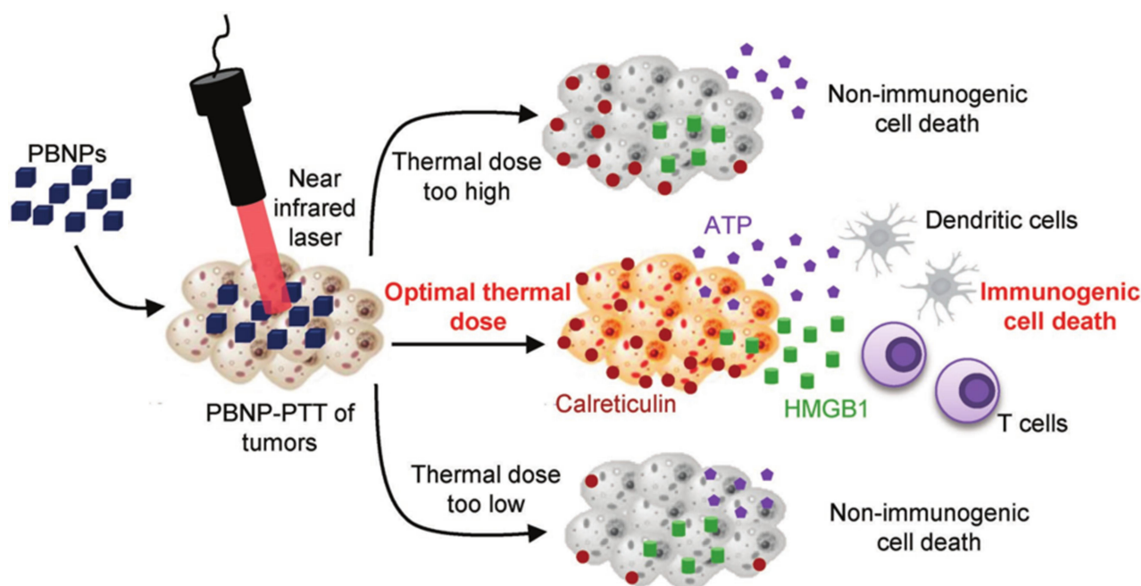 PBNPs
Near
infrared
laser
PBNP-PTT of
tumors
Thermal dose
too high
Non-immunogenic
cell death
Optimal thermal
dose
ATP
Calreticulin
HMGB1
Dendritic cells
Immunogenic
cell death
T cells
Thermal dose
too low
Non-immunogenic
cell death